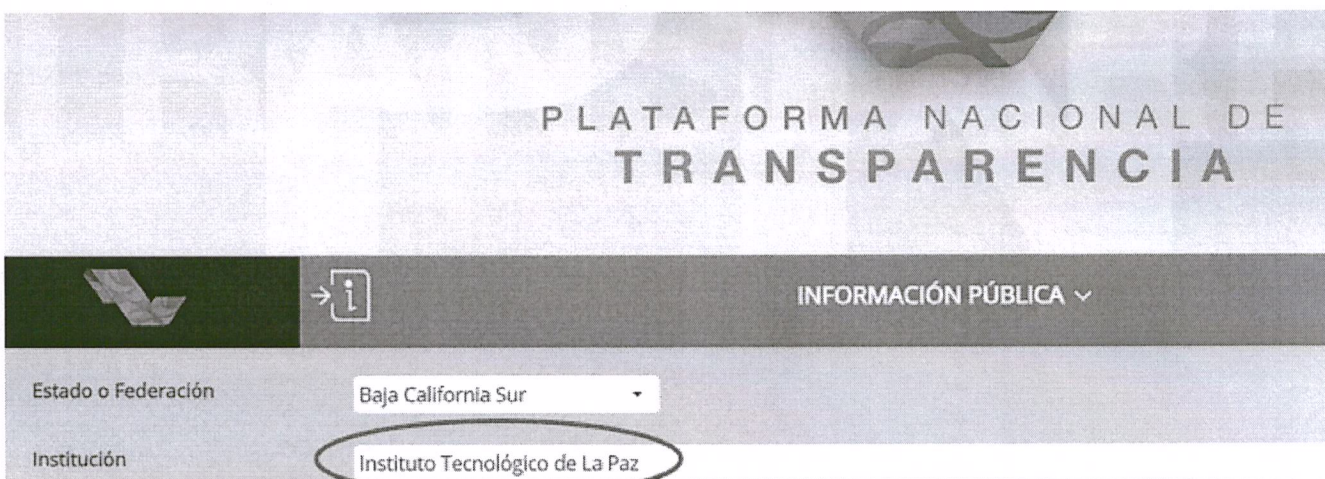 PLATAFORMA NACIONAL DE
TRANSPARENCIA
INFORMACIÓN PÚBLICA
Estado o Federación
Baja California Sur
Institución
Instituto Tecnológico de La Paz